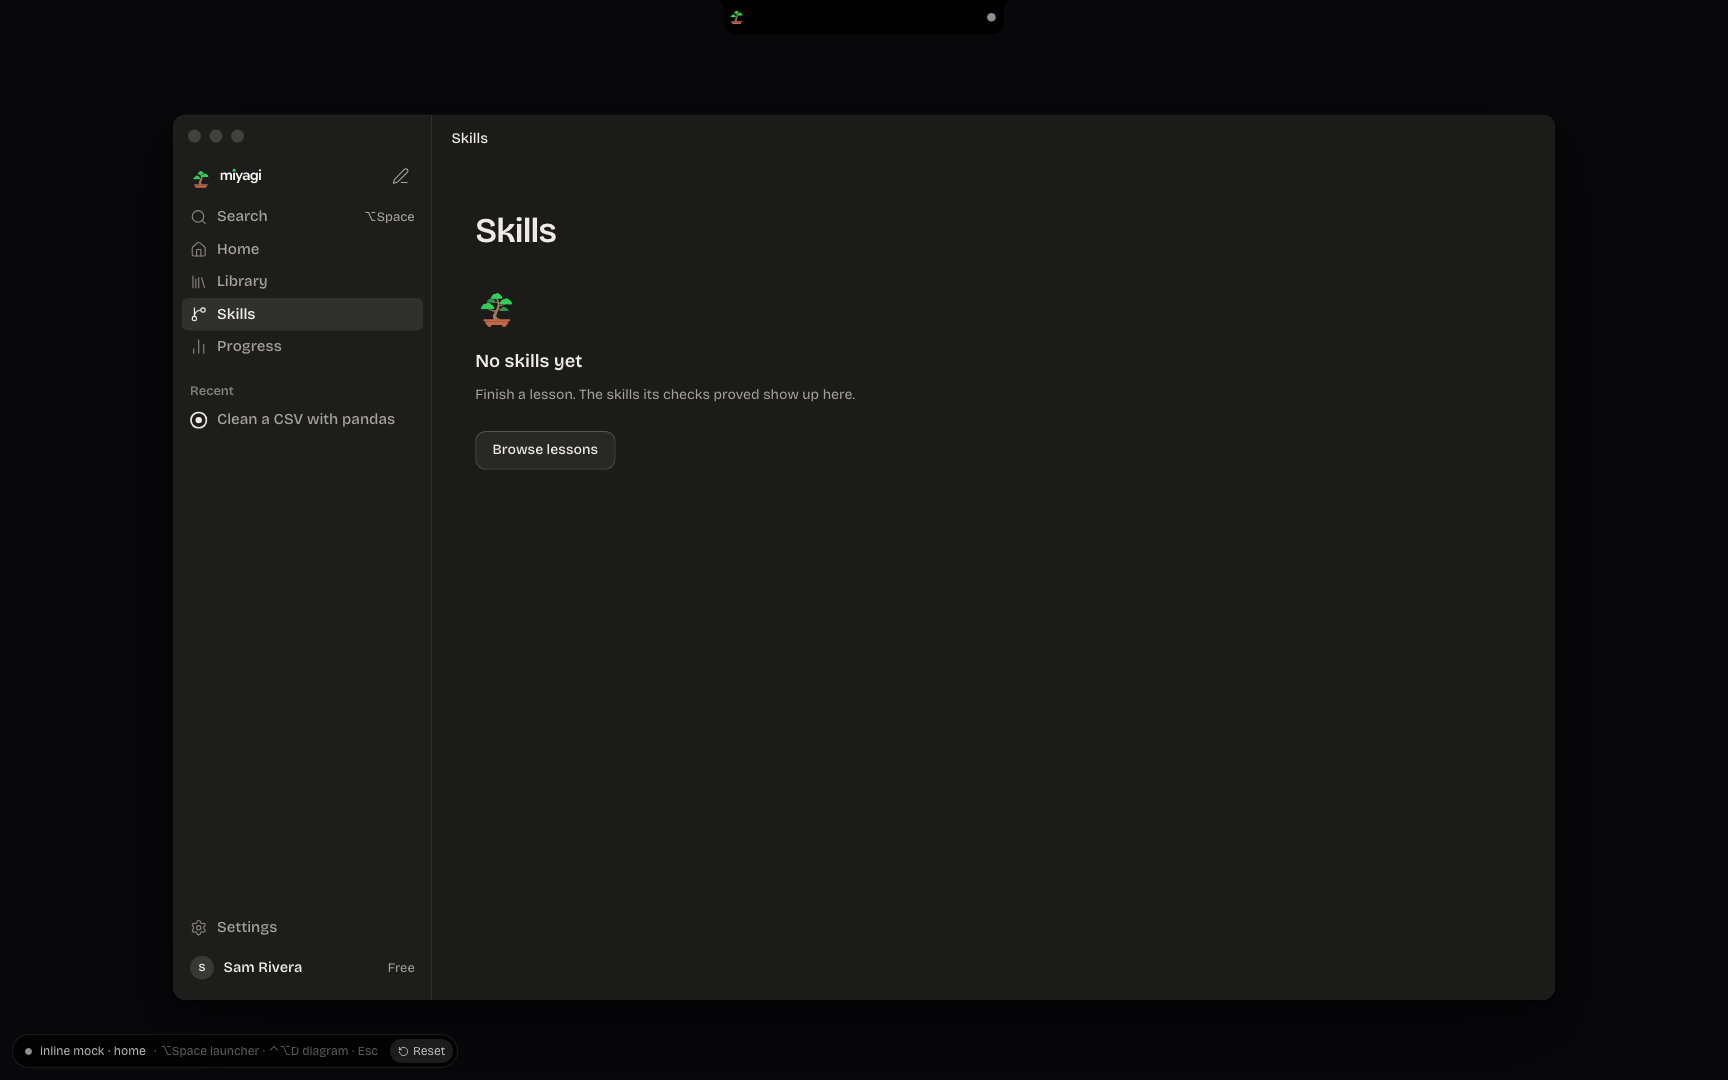 Skills
miyagi
Search ⌥Space
Home
Library
Skills
Progress
Recent
Clean a CSV with pandas
Skills
No skills yet
Finish a lesson. The skills its checks proved show up here.
Browse lessons
Settings
S Sam Rivera Free
inline mock · home · ⌥Space launcher · ^⌥D diagram · Esc Reset